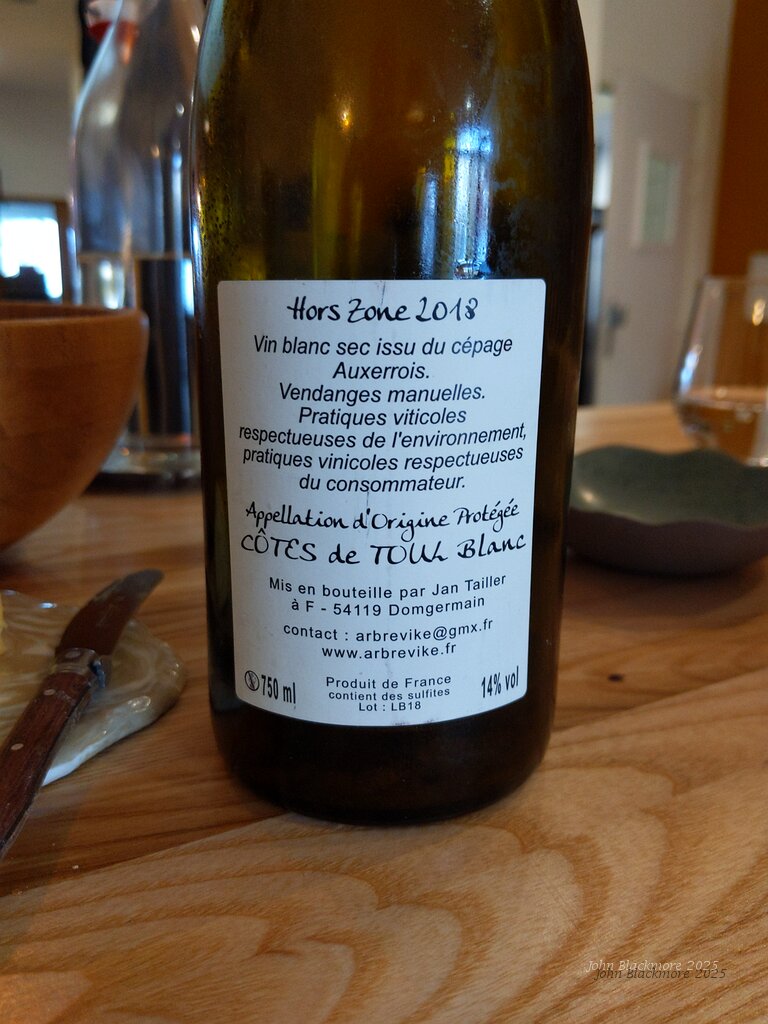 Hors Zone 2018
Vin blanc sec issu du cépage
Auxerrois.
Vendanges manuelles.
Pratiques viticoles
respectueuses de l'environnement,
pratiques vinicoles respectueuses
du consommateur.
Appellation d'Origine Protégée
CÔTES de TOUL Blanc
Mis en bouteille par Jan Tailler
à F - 54119 Domgermain
contact : arbrevike@gmx.fr
www.arbrevike.fr
750 ml
Produit de France
contient des sulfites
Lot : LB18
14% vol
John Blackmore 2025
John Blackmore 2025